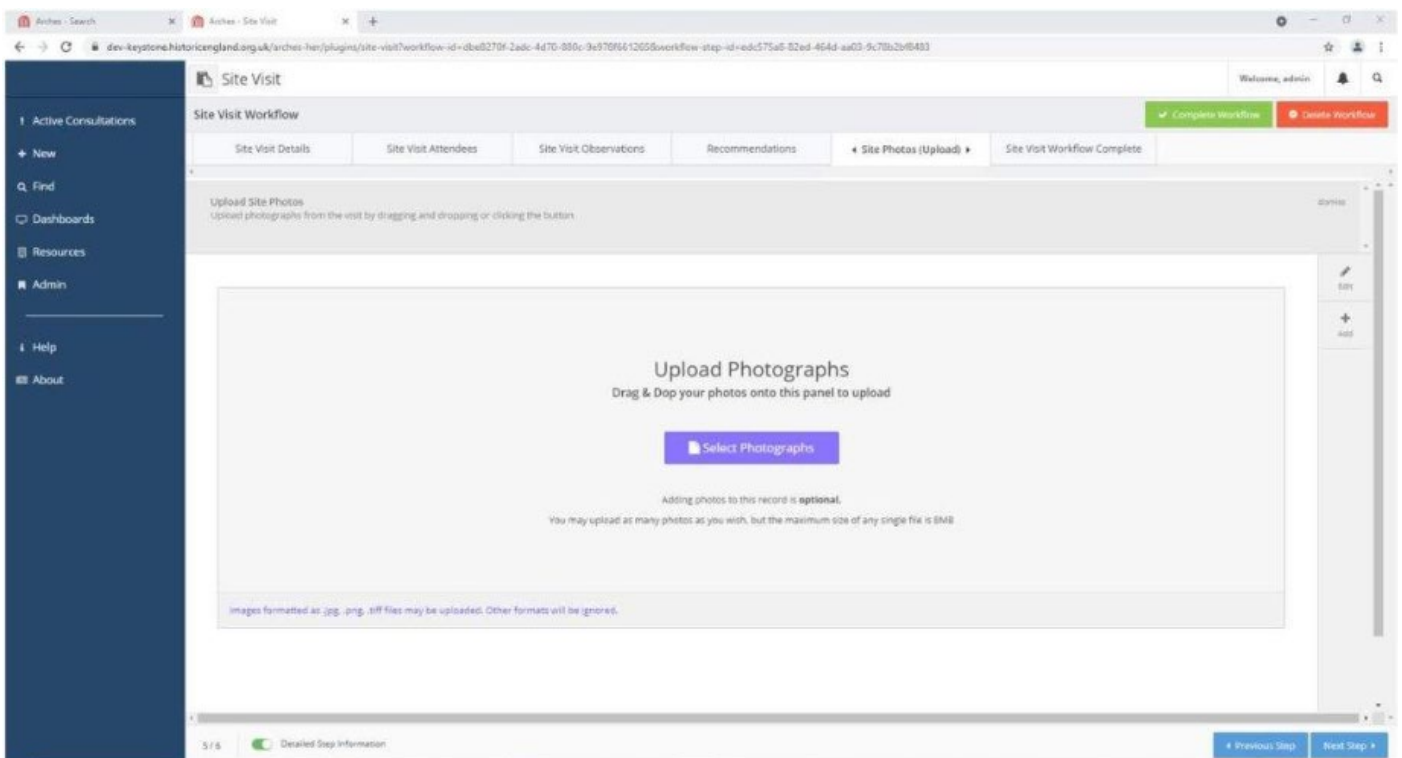 Arches - Search
Arches - Site Visit
Site Visit
Welcome, admin
Active Consultations
New
Find
Dashboards
Resources
Admin
Help
About
Site Visit Workflow
Complete Workflow
Delete Workflow
Site Visit Details
Site Visit Attendees
Site Visit Observations
Recommendations
Site Photos (Upload)
Site Visit Workflow Complete
Upload Site Photos
dismiss
Upload photographs from the visit by dragging and dropping or clicking the button
Edit
Add
Upload Photographs
Drag & Dop your photos onto this panel to upload
Select Photographs
Adding photos to this record is optional.
You may upload as many photos as you wish, but the maximum size of any single file is 8MB
Images formatted as .jpg, .png, .tiff files may be uploaded. Other formats will be ignored.
5 / 6
Detailed Step Information
Previous Step
Next Step